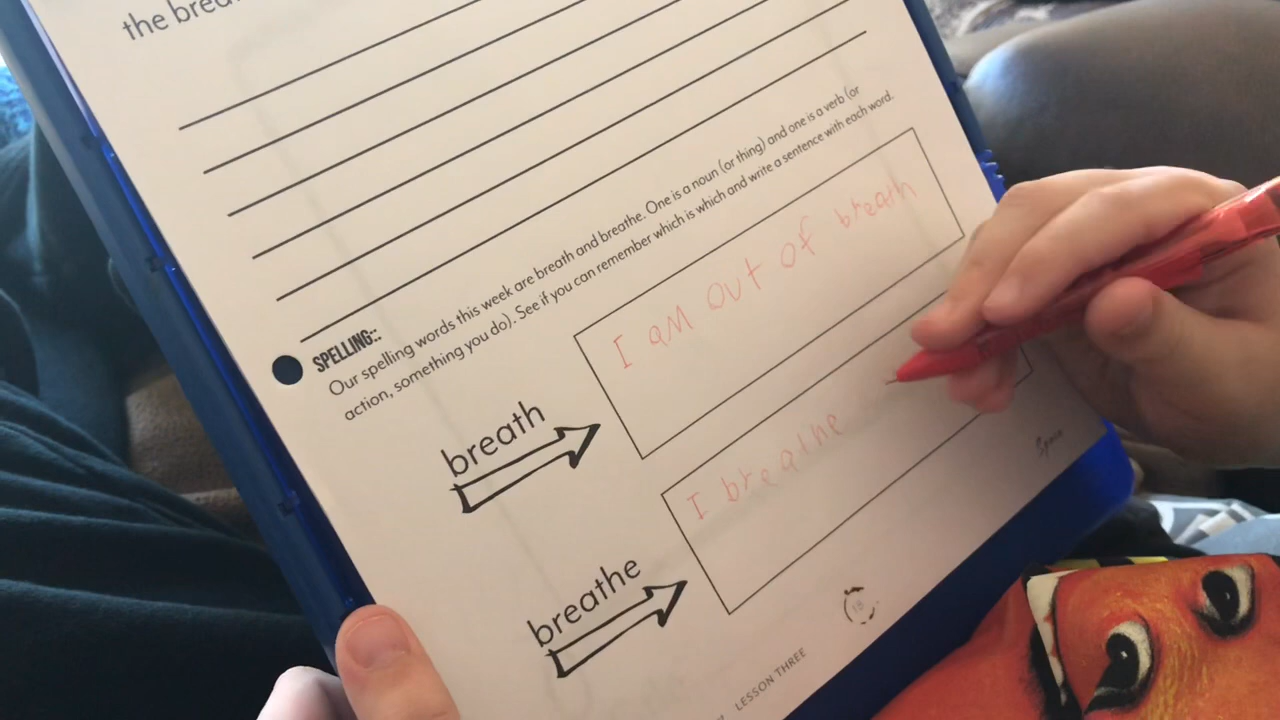 the
SPELLING::
Our spelling words this week are breath and breathe. One is a noun (or thing) and one is a verb (or
action, something you do). See if you can remember which is which and write a sentence with each word.
breath
I aM Out of breath
breathe
I breathe
18
LESSON THREE